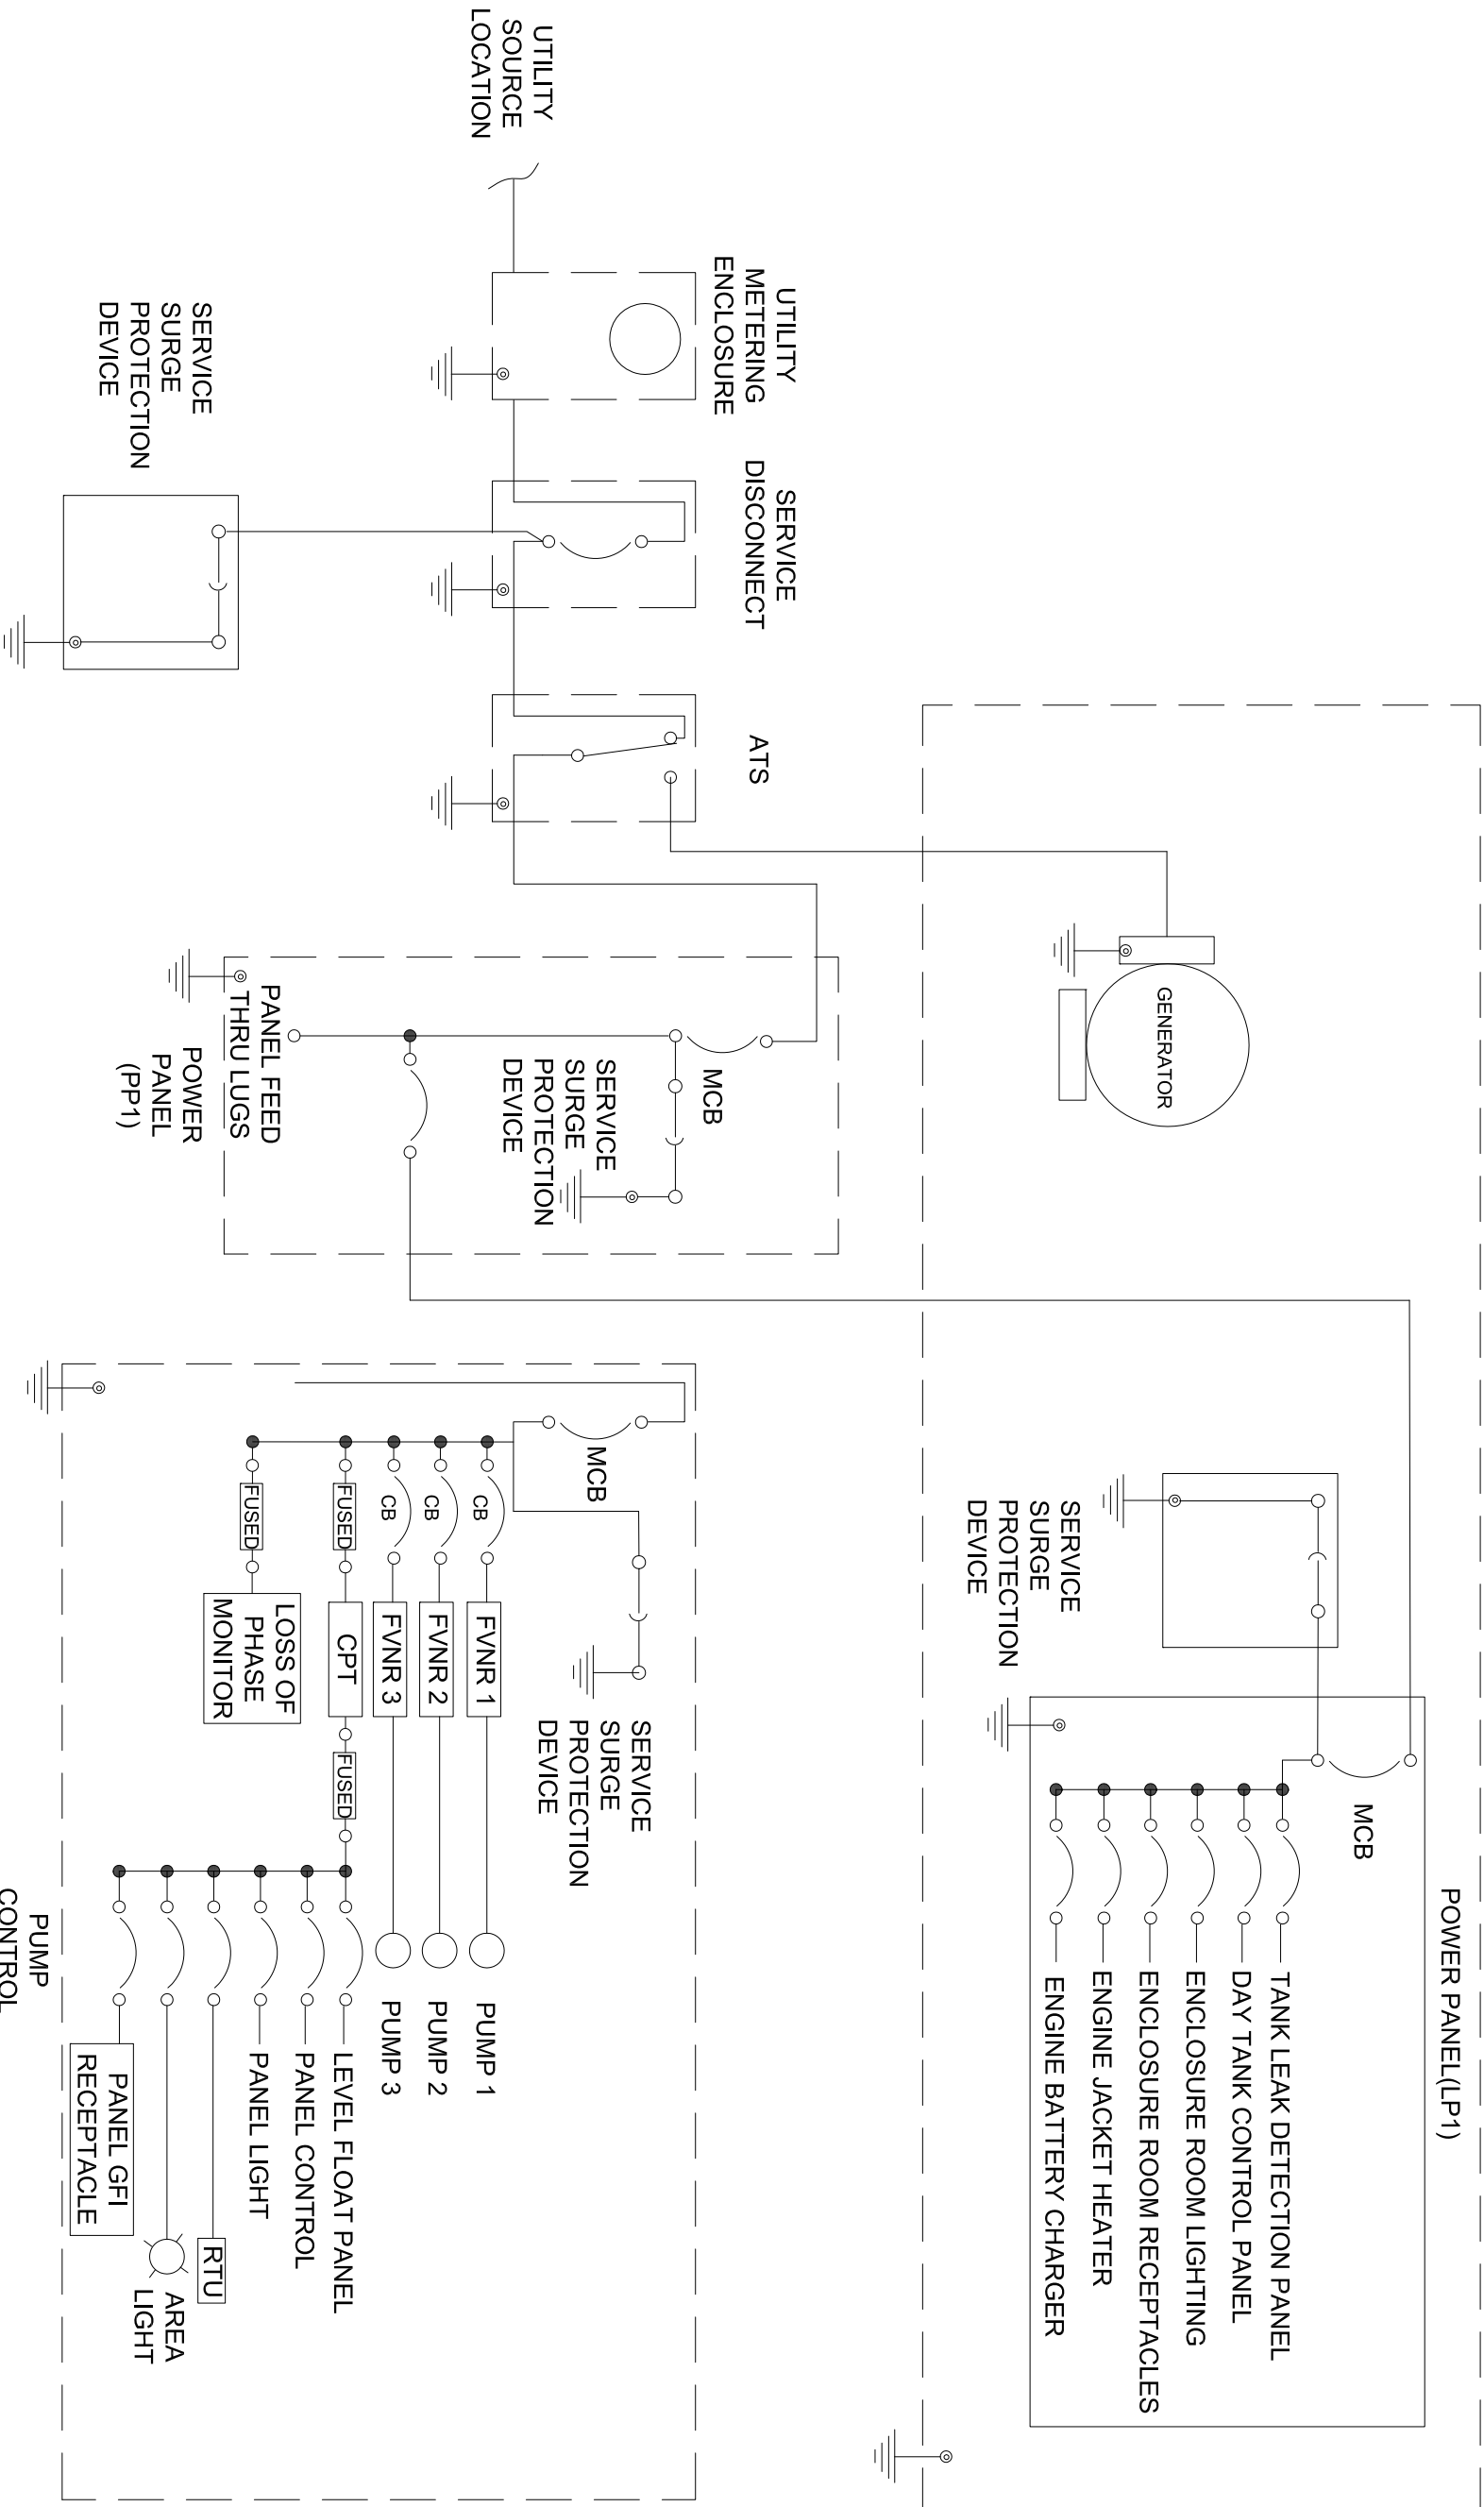 UTILITY
SOURCE
LOCATION
UTILITY
METERING
ENCLOSURE
SERVICE
DISCONNECT
ATS
SERVICE
SURGE
PROTECTION
DEVICE
GENERATOR
MCB
SERVICE
SURGE
PROTECTION
DEVICE
PANEL FEED
THRU LUGS
POWER
PANEL
(PP1)
POWER PANEL(LP1)
MCB
SERVICE
SURGE
PROTECTION
DEVICE
TANK LEAK DETECTION PANEL
DAY TANK CONTROL PANEL
ENCLOSURE ROOM LIGHTING
ENCLOSURE ROOM RECEPTACLES
ENGINE JACKET HEATER
ENGINE BATTERY CHARGER
MCB
SERVICE
SURGE
PROTECTION
DEVICE
CB
FVNR 1
PUMP 1
CB
FVNR 2
PUMP 2
CB
FVNR 3
PUMP 3
FUSED
CPT
FUSED
LEVEL FLOAT PANEL
PANEL CONTROL
PANEL LIGHT
RTU
AREA
LIGHT
PANEL GFI
RECEPTACLE
FUSED
LOSS OF
PHASE
MONITOR
PUMP
CONTROL